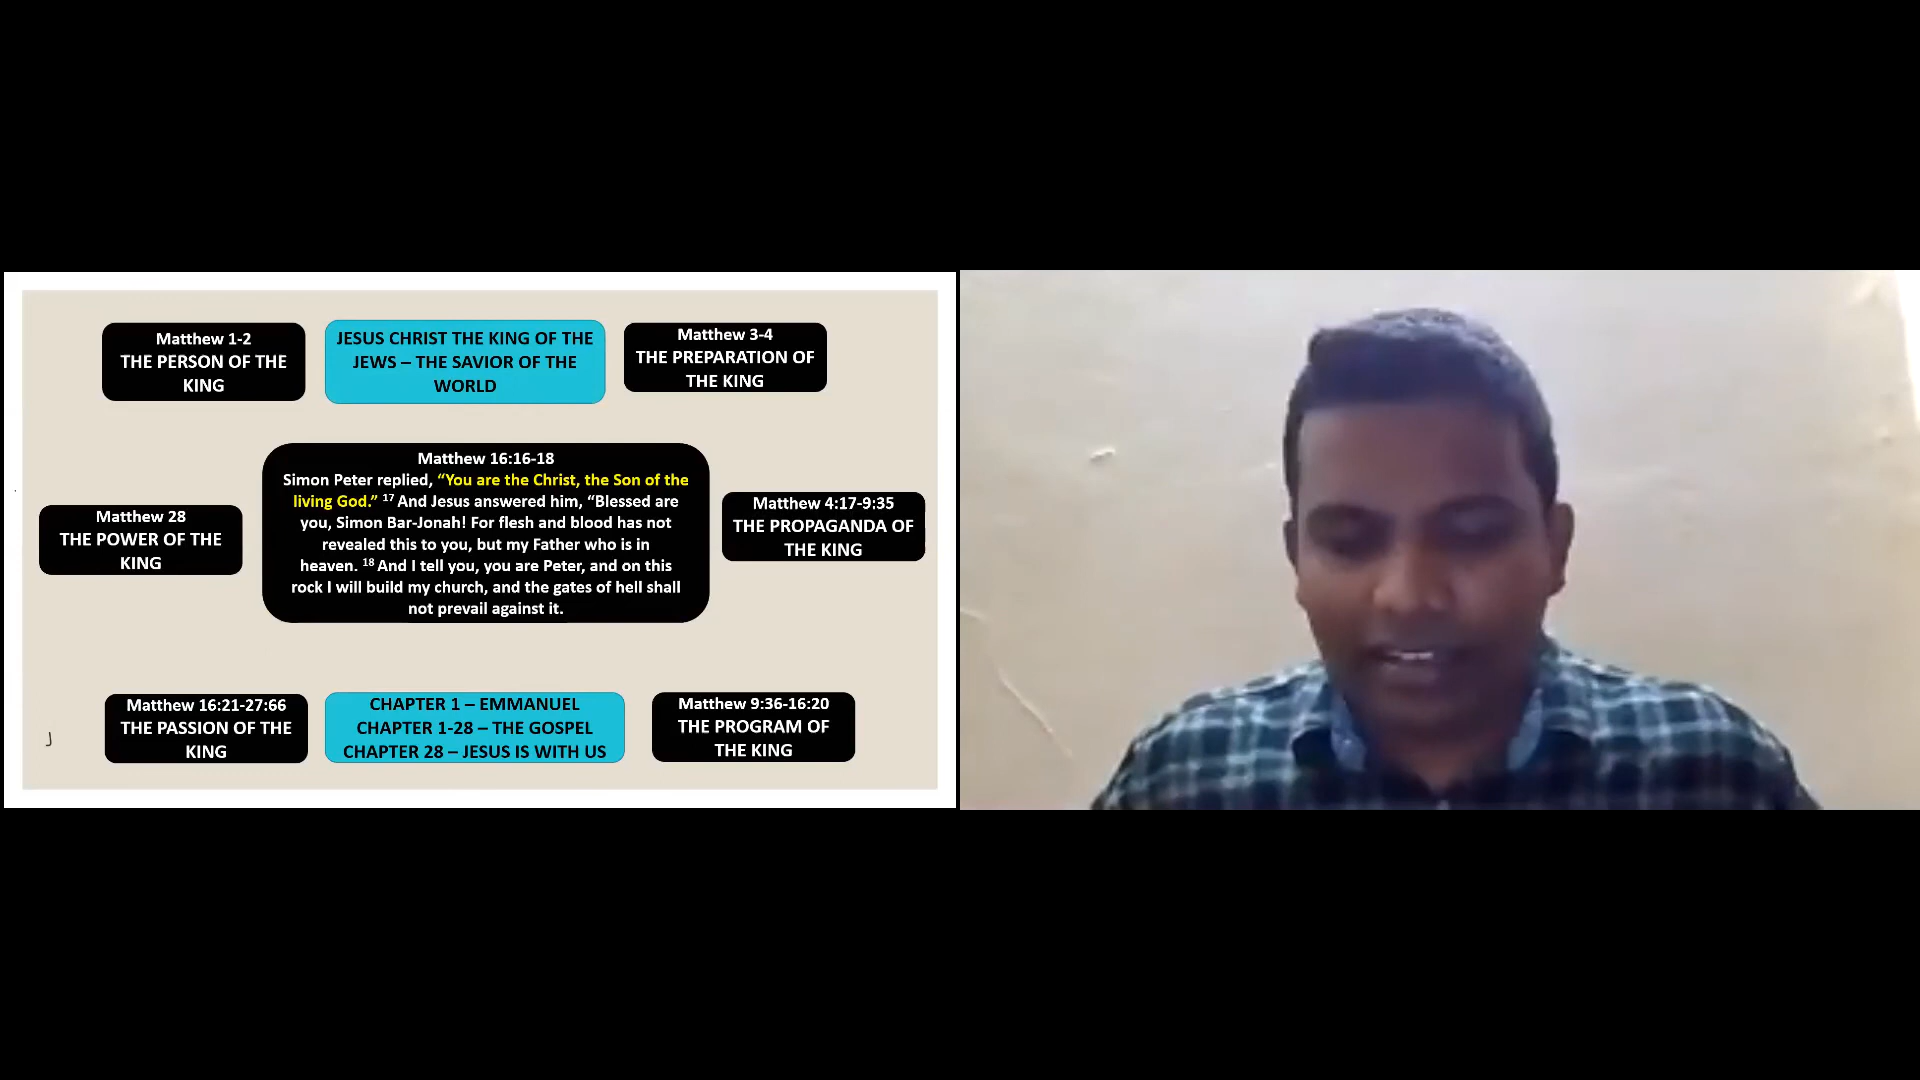 Matthew 1-2
THE PERSON OF THE
KING
JESUS CHRIST THE KING OF THE
JEWS – THE SAVIOR OF THE
WORLD
Matthew 3-4
THE PREPARATION OF
THE KING
Matthew 28
THE POWER OF THE
KING
Matthew 16:16-18
Simon Peter replied, “You are the Christ, the Son of the
living God.” 17 And Jesus answered him, “Blessed are
you, Simon Bar-Jonah! For flesh and blood has not
revealed this to you, but my Father who is in
heaven. 18 And I tell you, you are Peter, and on this
rock I will build my church, and the gates of hell shall
not prevail against it.
Matthew 4:17-9:35
THE PROPAGANDA OF
THE KING
Matthew 16:21-27:66
THE PASSION OF THE
KING
CHAPTER 1 – EMMANUEL
CHAPTER 1-28 – THE GOSPEL
CHAPTER 28 – JESUS IS WITH US
Matthew 9:36-16:20
THE PROGRAM OF
THE KING